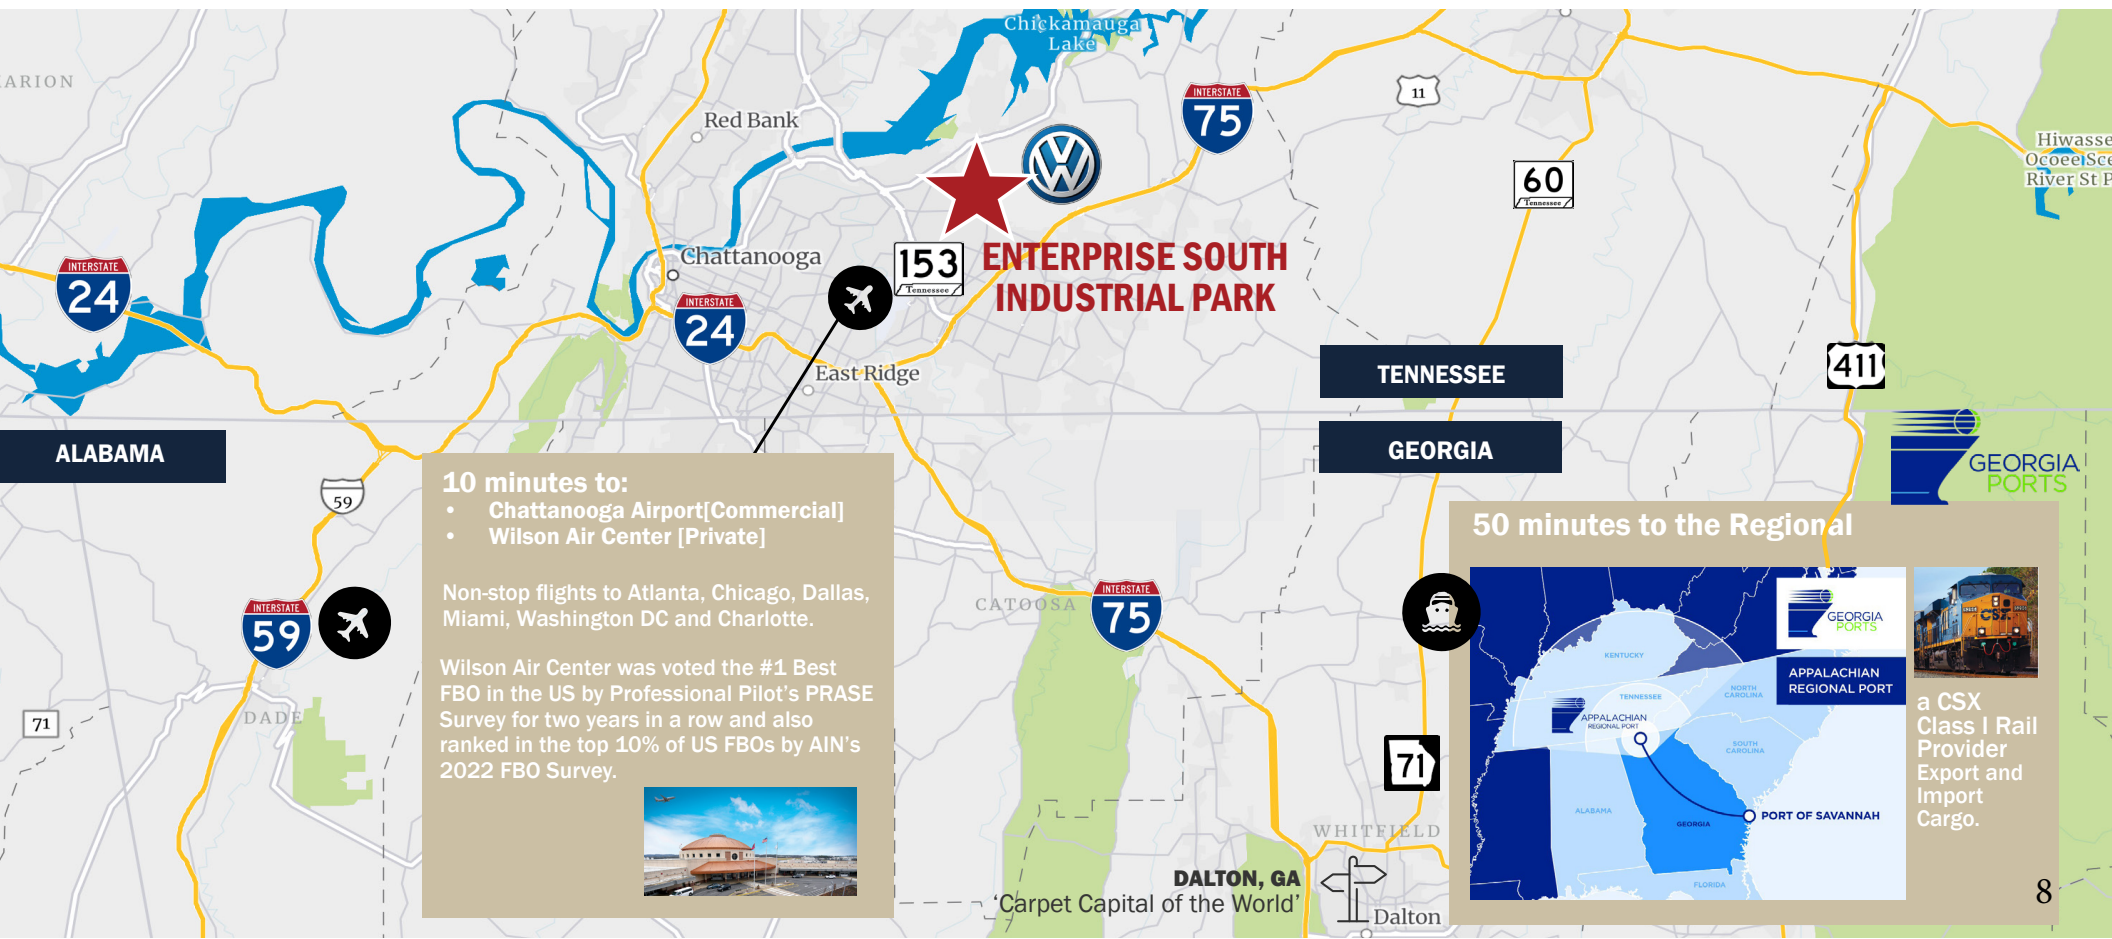 Chickamauga
Lake
ARION
INTERSTATE
75
11
Red Bank
Hiwasse
Ocoee Sce
River St P
60
Tennessee
Chattanooga
153
Tennessee
ENTERPRISE SOUTH
INDUSTRIAL PARK
INTERSTATE
24
INTERSTATE
24
East Ridge
TENNESSEE
411
GEORGIA
ALABAMA
GEORGIA
PORTS
59
10 minutes to:
• Chattanooga Airport[Commercial]
• Wilson Air Center [Private]
Non-stop flights to Atlanta, Chicago, Dallas,
Miami, Washington DC and Charlotte.
Wilson Air Center was voted the #1 Best
FBO in the US by Professional Pilot’s PRASE
Survey for two years in a row and also
ranked in the top 10% of US FBOs by AIN’s
2022 FBO Survey.
INTERSTATE
59
71
DADE
CATOOSA
INTERSTATE
75
71
WHITFIELD
DALTON, GA
‘Carpet Capital of the World’
Dalton
50 minutes to the Regional
GEORGIA
PORTS
APPALACHIAN
REGIONAL PORT
KENTUCKY
TENNESSEE
NORTH
CAROLINA
APPALACHIAN
REGIONAL PORT
SOUTH
CAROLINA
ALABAMA
GEORGIA
PORT OF SAVANNAH
FLORIDA
CSX
a CSX
Class I Rail
Provider
Export and
Import
Cargo.
8